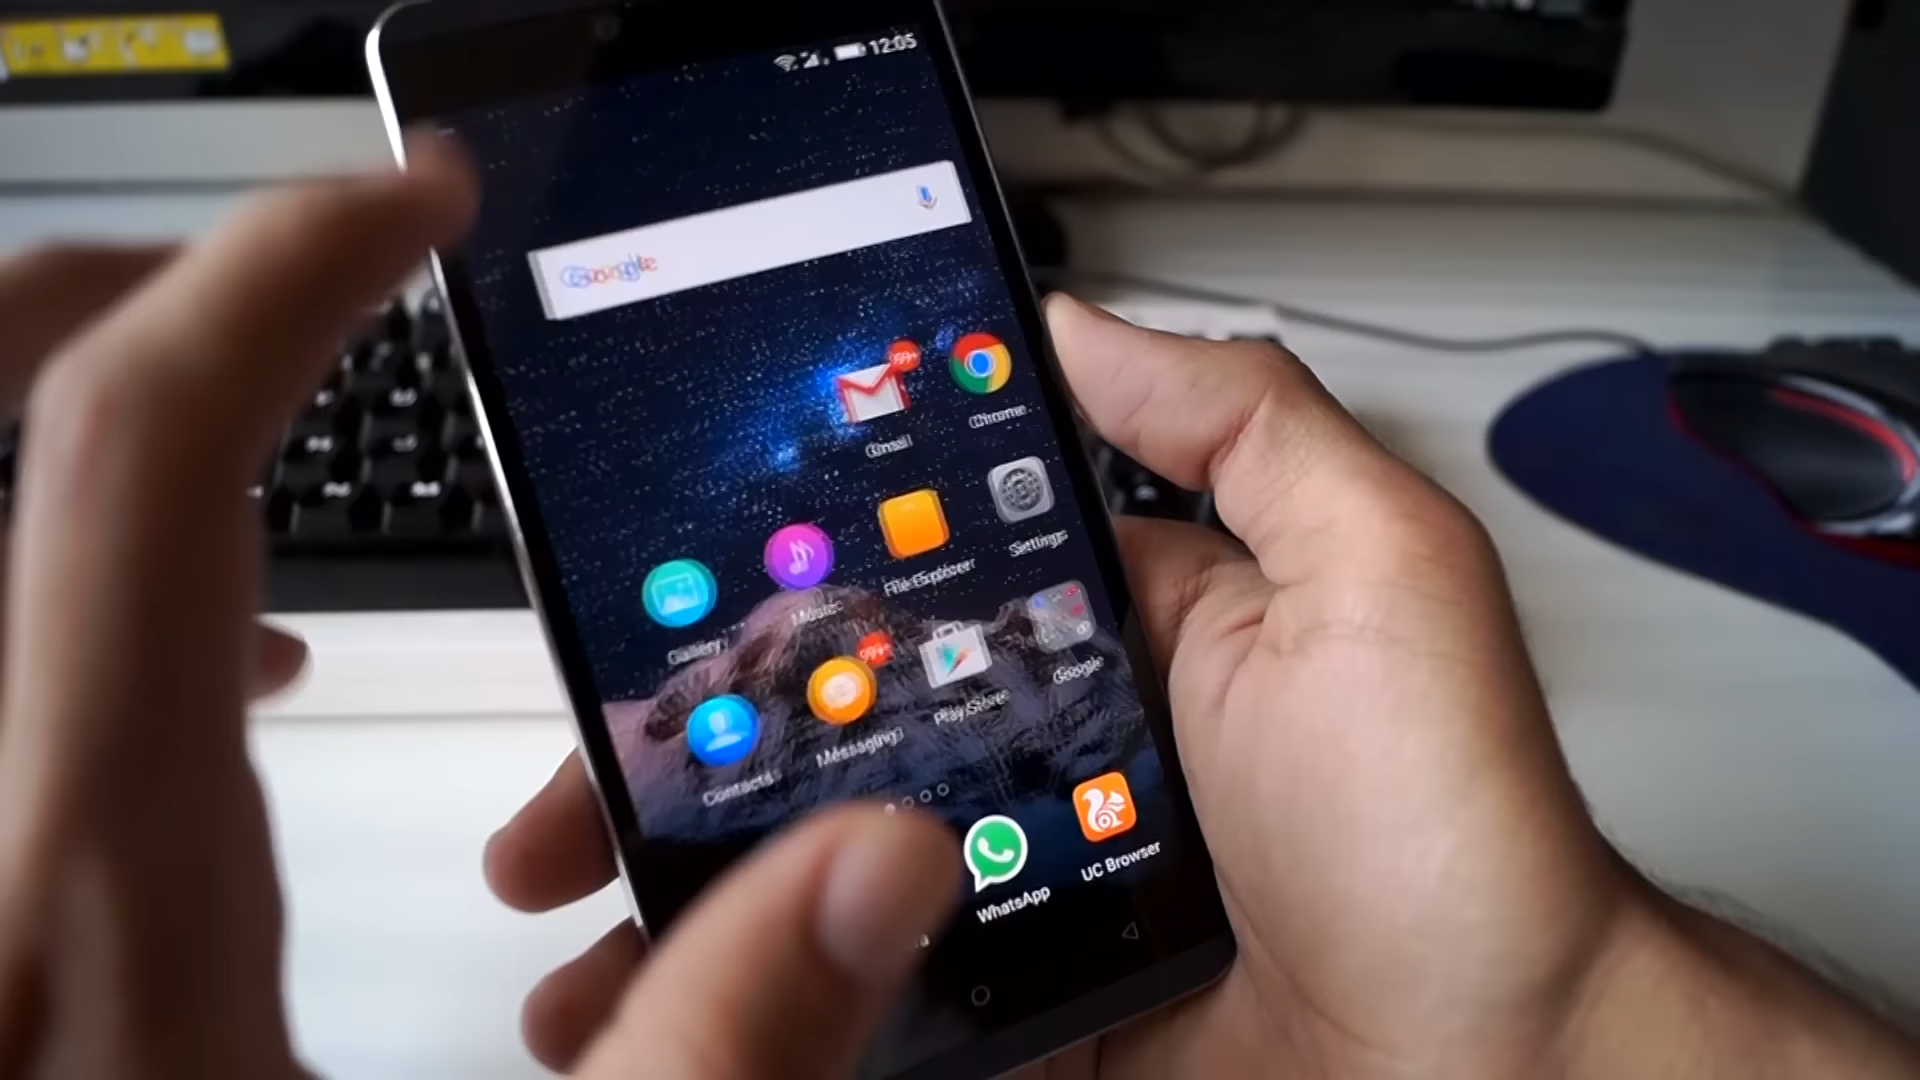 12:05
Google
999+
Gmail
Chrome
Gallery
Music
File Explorer
Settings
99+
Contacts
Messaging
Play Store
Google
WhatsApp
UC Browser